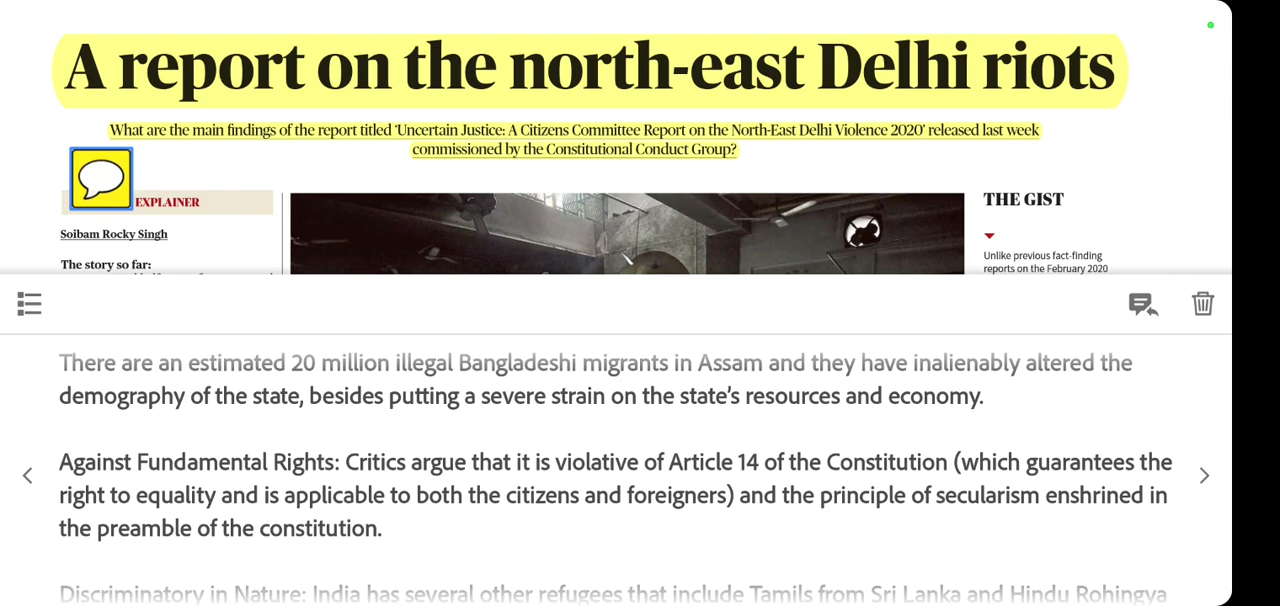 A report on the north-east Delhi riots
What are the main findings of the report titled ‘Uncertain Justice: A Citizens Committee Report on the North-East Delhi Violence 2020’ released last week
commissioned by the Constitutional Conduct Group?
EXPLAINER
THE GIST
Soibam Rocky Singh
The story so far:
Unlike previous fact-finding
reports on the February 2020
There are an estimated 20 million illegal Bangladeshi migrants in Assam and they have inalienably altered the
demography of the state, besides putting a severe strain on the state’s resources and economy.
Against Fundamental Rights: Critics argue that it is violative of Article 14 of the Constitution (which guarantees the
right to equality and is applicable to both the citizens and foreigners) and the principle of secularism enshrined in
the preamble of the constitution.
Discriminatory in Nature: India has several other refugees that include Tamils from Sri Lanka and Hindu Rohingya